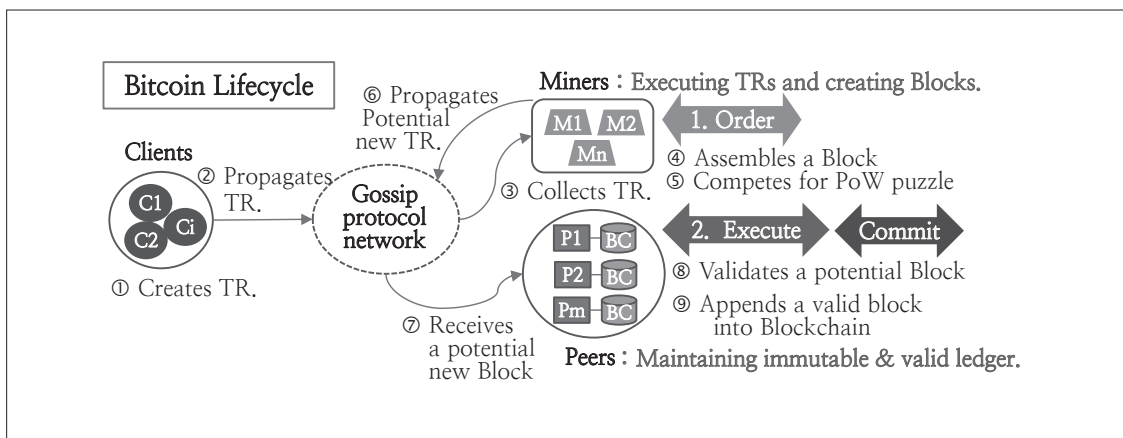 Bitcoin Lifecycle
Clients
C1
C2
Ci
① Creates TR.
② Propagates
TR.
Gossip
protocol
network
⑥ Propagates
Potential
new TR.
③ Collects TR.
Miners : Executing TRs and creating Blocks.
M1 M2
Mn
1. Order
④ Assembles a Block
⑤ Competes for PoW puzzle
P1 BC
P2 BC
Pm BC
2. Execute
Commit
⑧ Validates a potential Block
⑨ Appends a valid block
into Blockchain
⑦ Receives
a potential
new Block
Peers : Maintaining immutable & valid ledger.